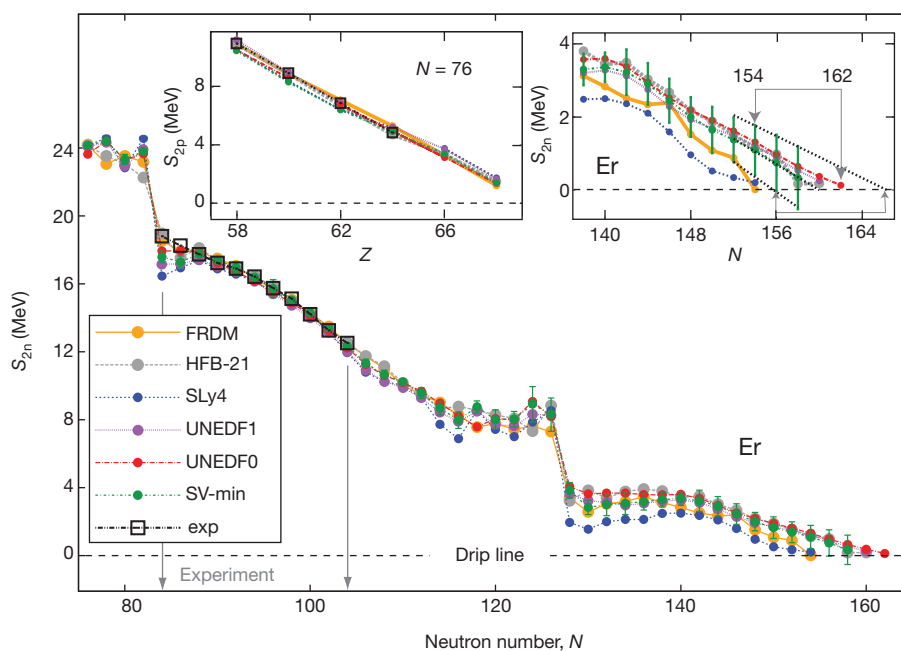 24
20
16
12
8
4
0
S2n (MeV)
80
100
120
140
160
Neutron number, N
FRDM
HFB-21
SLy4
UNEDF1
UNEDF0
SV-min
exp
Experiment
Drip line
Er
8
4
0
S2p (MeV)
N = 76
58
62
66
Z
4
2
0
S2n (MeV)
154
162
Er
140
148
156
164
N